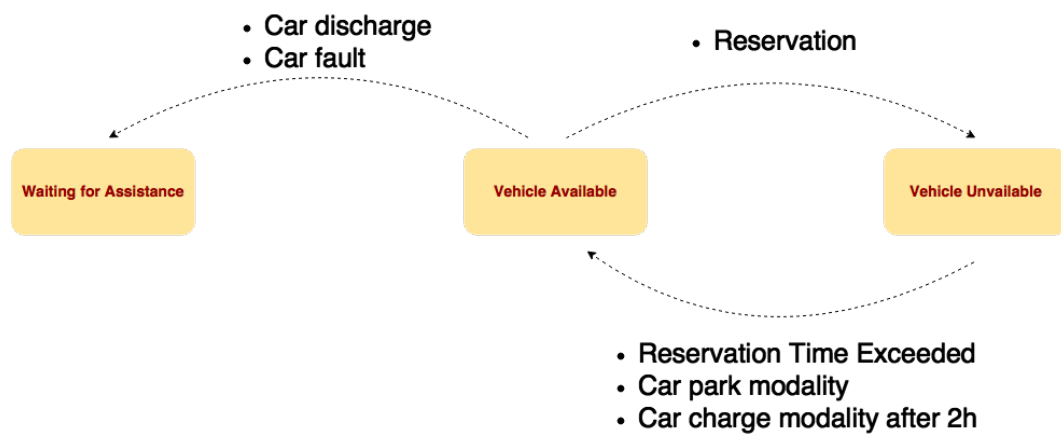 • Car discharge
• Car fault
• Reservation
Waiting for Assistance
Vehicle Available
Vehicle Unvailable
• Reservation Time Exceeded
• Car park modality
• Car charge modality after 2h